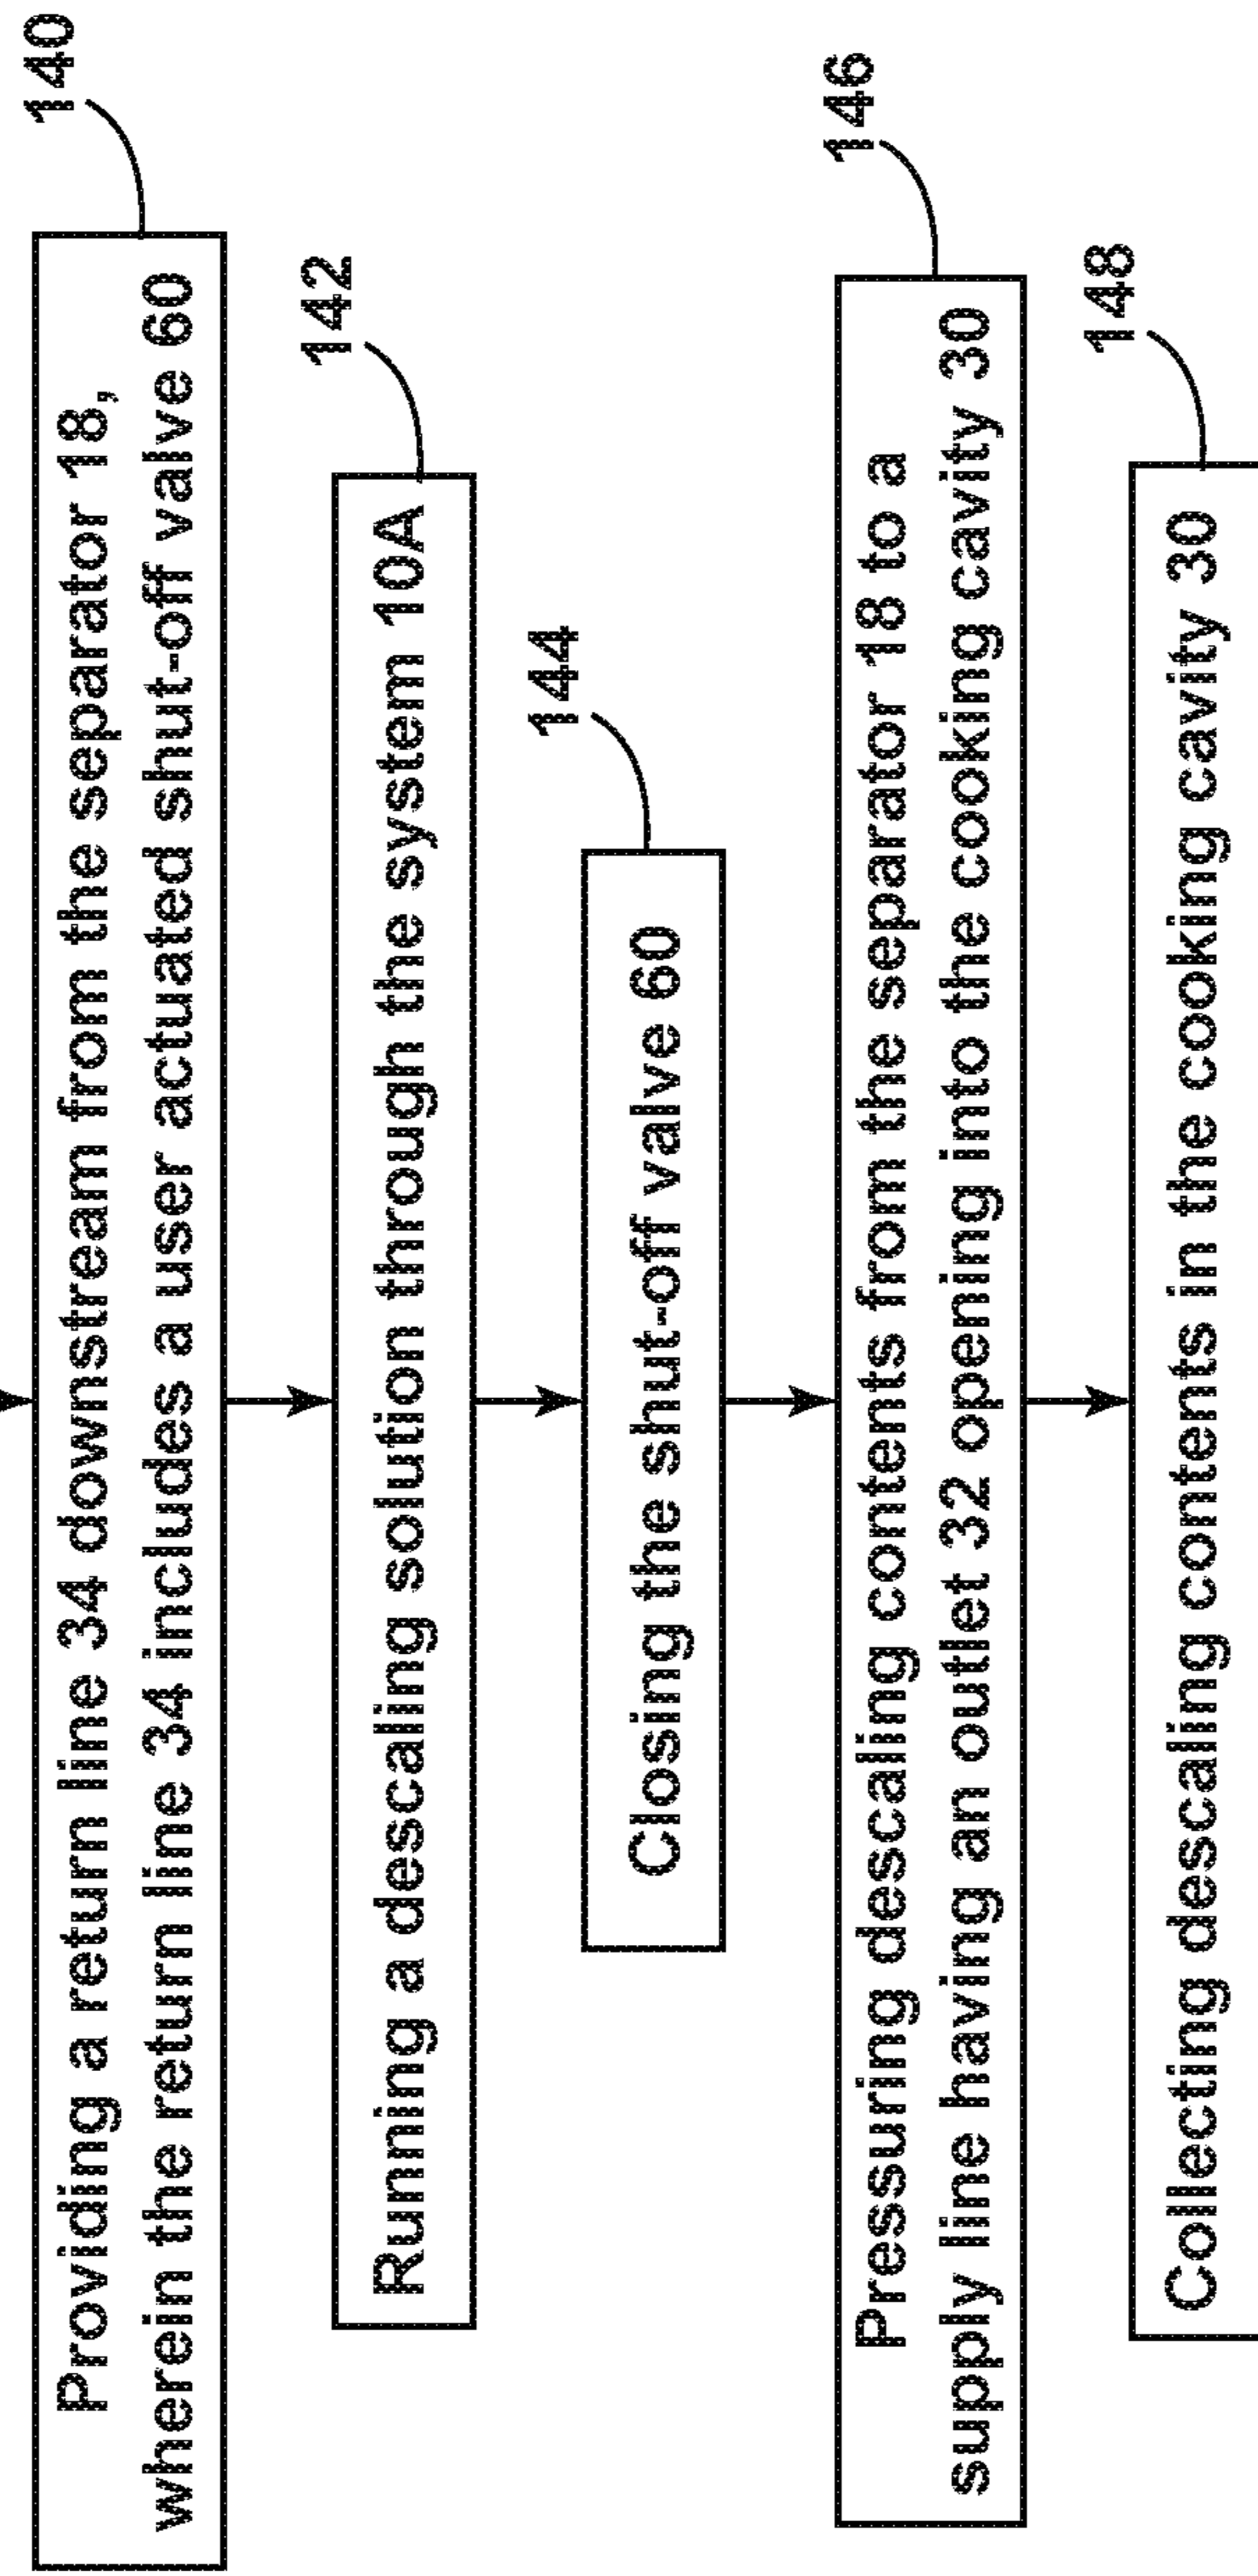 140
Providing a return line 34 downstream from the separator 18,
wherein the return line 34 includes a user actuated shut-off valve 60
142
Running a descaling solution through the system 10A
144
Closing the shut-off valve 60
146
Pressuring descaling contents from the separator 18 to a
supply line having an outlet 32 opening into the cooking cavity 30
148
Collecting descaling contents in the cooking cavity 30